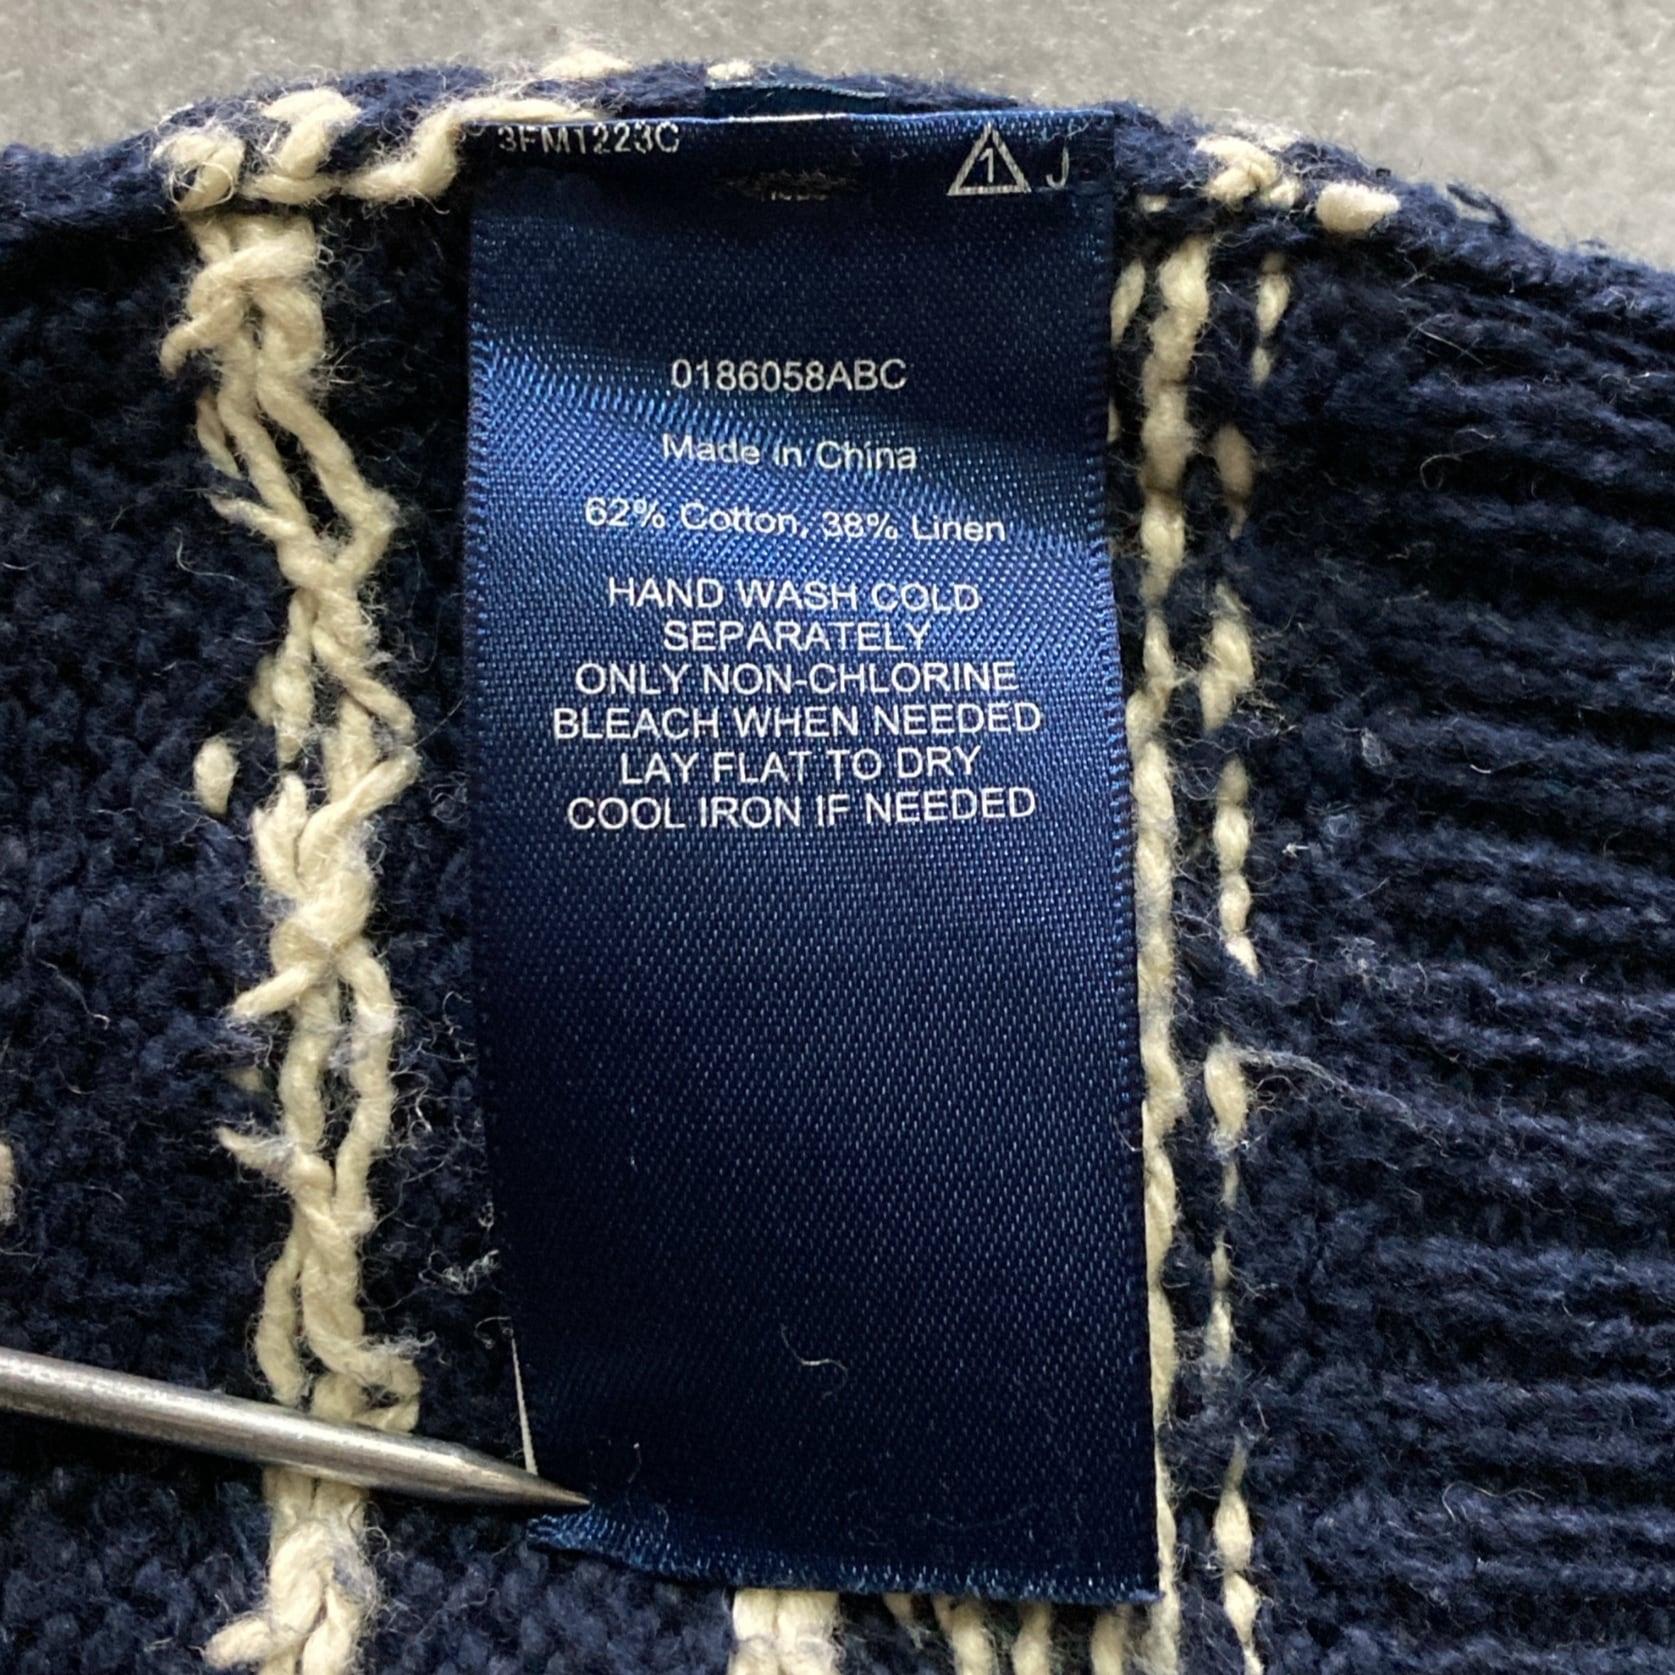 3FM1223C
1 J
0186058ABC
Made in China
62% Cotton, 38% Linen
HAND WASH COLD
SEPARATELY
ONLY NON-CHLORINE
BLEACH WHEN NEEDED
LAY FLAT TO DRY
COOL IRON IF NEEDED